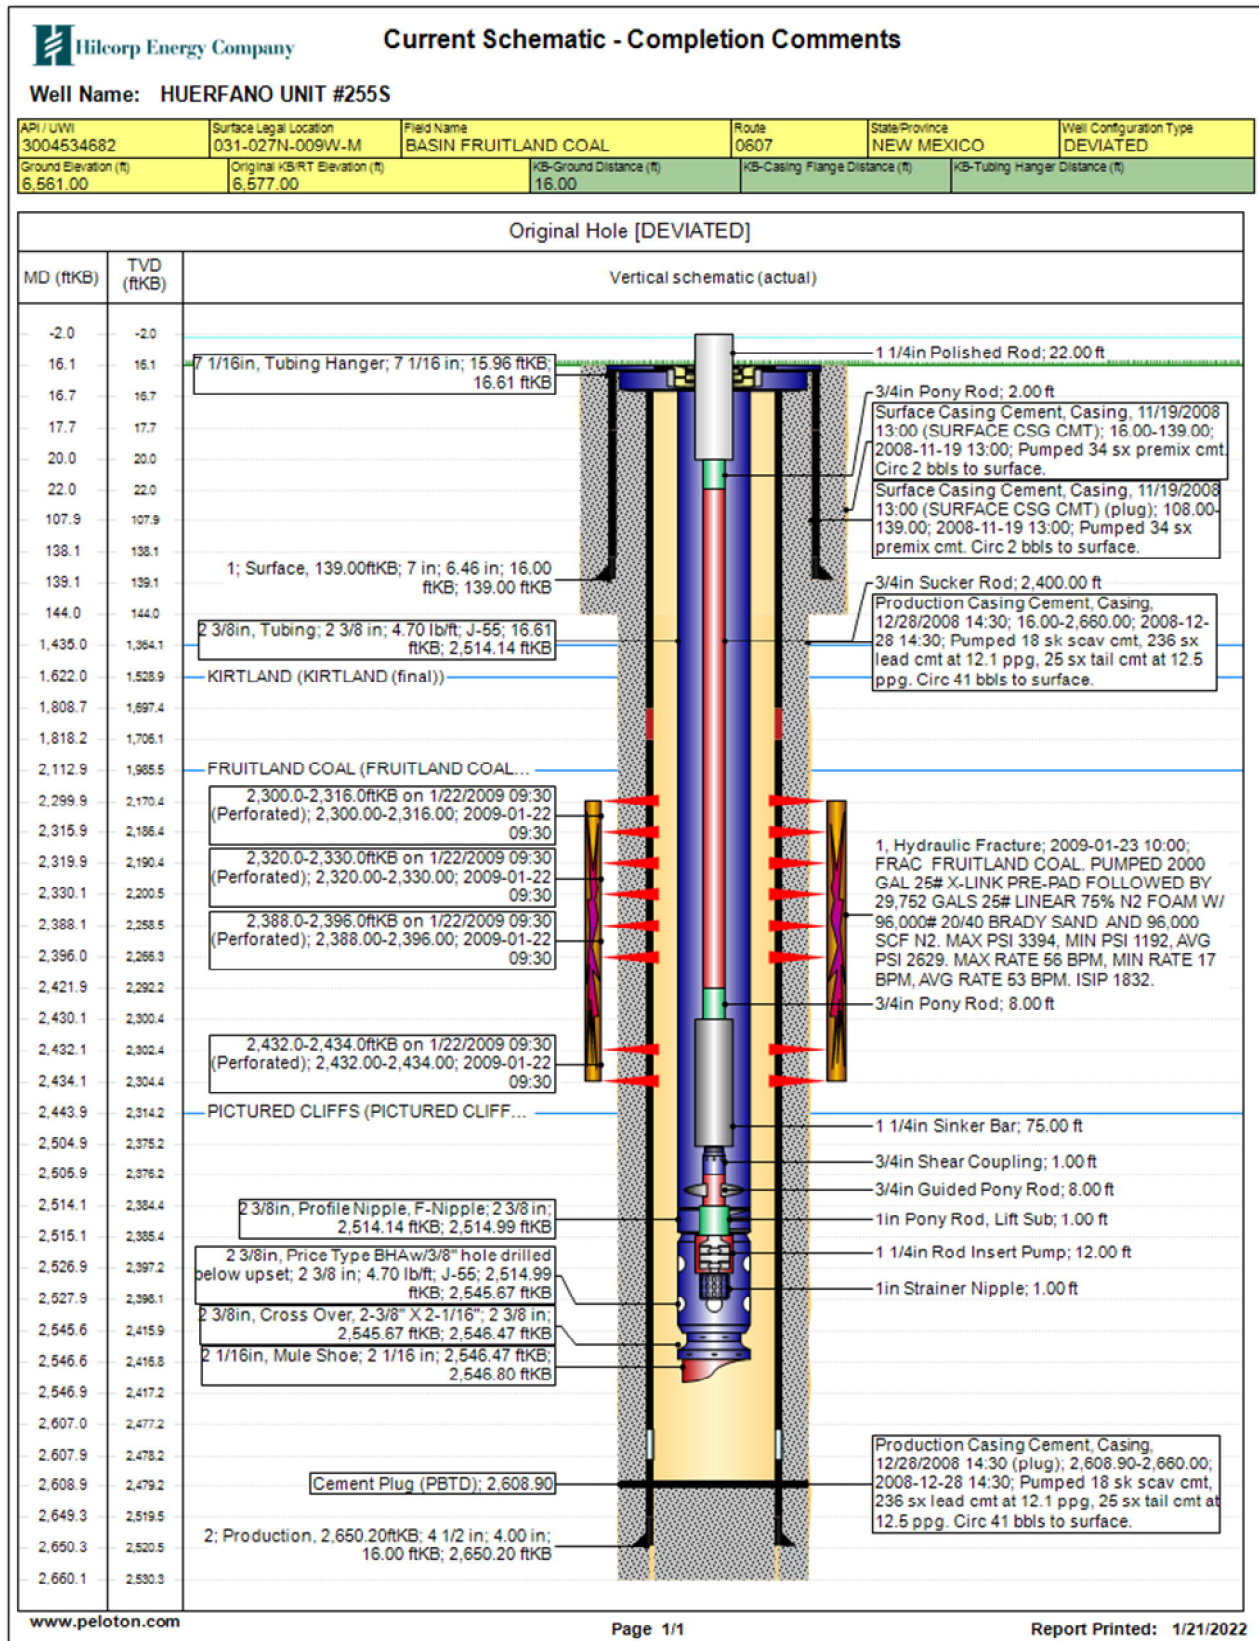 Hilcorp Energy Company
Current Schematic - Completion Comments
Well Name: HUERFANO UNIT #255S
API / UWI
3004534682
Surface Legal Location
031-027N-009W-M
Field Name
BASIN FRUITLAND COAL
Route
0607
State/Province
NEW MEXICO
Well Configuration Type
DEVIATED
Ground Elevation (ft)
6,561.00
Original KB/RT Elevation (ft)
6,577.00
KB-Ground Distance (ft)
16.00
KB-Casing Flange Distance (ft)
KB-Tubing Hanger Distance (ft)
Original Hole [DEVIATED]
MD (ftKB)
TVD
(ftKB)
Vertical schematic (actual)
-2.0 -2.0
16.1 16.1
16.7 16.7
17.7 17.7
20.0 20.0
22.0 22.0
107.9 107.9
138.1 138.1
139.1 139.1
144.0 144.0
1,435.0 1,364.1
1,622.0 1,528.9
1,808.7 1,697.4
1,818.2 1,706.1
2,112.9 1,985.5
2,299.9 2,170.4
2,315.9 2,186.4
2,319.9 2,190.4
2,330.1 2,200.5
2,388.1 2,258.5
2,396.0 2,266.3
2,421.9 2,292.2
2,430.1 2,300.4
2,432.1 2,302.4
2,434.1 2,304.4
2,443.9 2,314.2
2,504.9 2,375.2
2,505.9 2,376.2
2,514.1 2,384.4
2,515.1 2,385.4
2,526.9 2,397.2
2,527.9 2,398.1
2,545.6 2,415.9
2,546.6 2,416.8
2,546.9 2,417.2
2,607.0 2,477.2
2,607.9 2,478.2
2,608.9 2,479.2
2,649.3 2,519.5
2,650.3 2,520.5
2,660.1 2,530.3
7 1/16in, Tubing Hanger; 7 1/16 in; 15.96 ftKB;
16.61 ftKB
1; Surface, 139.00ftKB; 7 in; 6.46 in; 16.00
ftKB; 139.00 ftKB
2 3/8in, Tubing; 2 3/8 in; 4.70 lb/ft; J-55; 16.61
ftKB; 2,514.14 ftKB
KIRTLAND (KIRTLAND (final))
FRUITLAND COAL (FRUITLAND COAL...
2,300.0-2,316.0ftKB on 1/22/2009 09:30
(Perforated); 2,300.00-2,316.00; 2009-01-22
09:30
2,320.0-2,330.0ftKB on 1/22/2009 09:30
(Perforated); 2,320.00-2,330.00; 2009-01-22
09:30
2,388.0-2,396.0ftKB on 1/22/2009 09:30
(Perforated); 2,388.00-2,396.00; 2009-01-22
09:30
2,432.0-2,434.0ftKB on 1/22/2009 09:30
(Perforated); 2,432.00-2,434.00; 2009-01-22
09:30
PICTURED CLIFFS (PICTURED CLIFF...
2 3/8in, Profile Nipple, F-Nipple; 2 3/8 in;
2,514.14 ftKB; 2,514.99 ftKB
2 3/8in, Price Type BHAw/3/8" hole drilled
below upset; 2 3/8 in; 4.70 lb/ft; J-55; 2,514.99
ftKB; 2,545.67 ftKB
2 3/8in, Cross Over, 2-3/8" X 2-1/16"; 2 3/8 in;
2,545.67 ftKB; 2,546.47 ftKB
2 1/16in, Mule Shoe; 2 1/16 in; 2,546.47 ftKB;
2,546.80 ftKB
Cement Plug (PBTD); 2,608.90
2; Production, 2,650.20ftKB; 4 1/2 in; 4.00 in;
16.00 ftKB; 2,650.20 ftKB
1 1/4in Polished Rod; 22.00 ft
3/4in Pony Rod; 2.00 ft
Surface Casing Cement, Casing, 11/19/2008
13:00 (SURFACE CSG CMT); 16.00-139.00;
2008-11-19 13:00; Pumped 34 sx premix cmt.
Circ 2 bbls to surface.
Surface Casing Cement, Casing, 11/19/2008
13:00 (SURFACE CSG CMT) (plug); 108.00-
139.00; 2008-11-19 13:00; Pumped 34 sx
premix cmt. Circ 2 bbls to surface.
3/4in Sucker Rod; 2,400.00 ft
Production Casing Cement, Casing,
12/28/2008 14:30; 16.00-2,660.00; 2008-12-
28 14:30; Pumped 18 sk scav cmt, 236 sx
lead cmt at 12.1 ppg, 25 sx tail cmt at 12.5
ppg. Circ 41 bbls to surface.
1, Hydraulic Fracture; 2009-01-23 10:00;
FRAC FRUITLAND COAL. PUMPED 2000
GAL 25# X-LINK PRE-PAD FOLLOWED BY
29,752 GALS 25# LINEAR 75% N2 FOAM W/
96,000# 20/40 BRADY SAND AND 96,000
SCF N2. MAX PSI 3394, MIN PSI 1192, AVG
PSI 2629. MAX RATE 56 BPM, MIN RATE 17
BPM, AVG RATE 53 BPM. ISIP 1832.
3/4in Pony Rod; 8.00 ft
1 1/4in Sinker Bar; 75.00 ft
3/4in Shear Coupling; 1.00 ft
3/4in Guided Pony Rod; 8.00 ft
1in Pony Rod, Lift Sub; 1.00 ft
1 1/4in Rod Insert Pump; 12.00 ft
1in Strainer Nipple; 1.00 ft
Production Casing Cement, Casing,
12/28/2008 14:30 (plug); 2,608.90-2,660.00;
2008-12-28 14:30; Pumped 18 sk scav cmt,
236 sx lead cmt at 12.1 ppg, 25 sx tail cmt at
12.5 ppg. Circ 41 bbls to surface.
www.peloton.com
Page 1/1
Report Printed: 1/21/2022